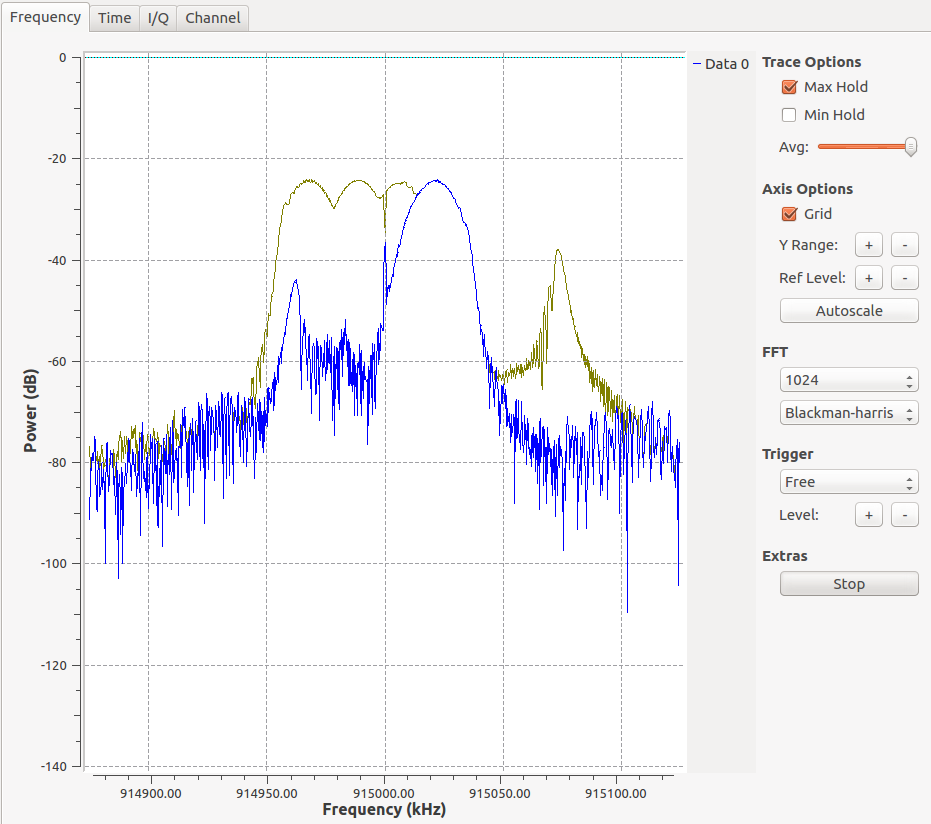 Frequency Time I/Q Channel
0
-20
-40
-60
-80
-100
-120
-140
Power (dB)
914900.00 914950.00 915000.00 915050.00 915100.00
Frequency (kHz)
Data 0
Trace Options
Max Hold
Min Hold
Avg:
Axis Options
Grid
Y Range: + -
Ref Level: + -
Autoscale
FFT
1024
Blackman-harris
Trigger
Free
Level: + -
Extras
Stop